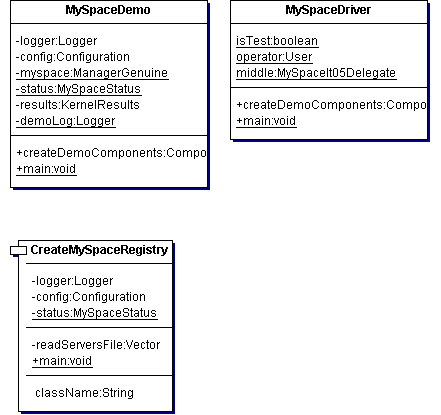 MySpaceDemo
-logger:Logger
-config:Configuration
-myspace:ManagerGenuine
-status:MySpaceStatus
-results:KernelResults
-demoLog:Logger
+createDemoComponents:Compo
+main:void
MySpaceDriver
isTest:boolean
operator:User
middle:MySpaceIt05Delegate
+createDemoComponents:Compo
+main:void
CreateMySpaceRegistry
-logger:Logger
-config:Configuration
-status:MySpaceStatus
-readServersFile:Vector
+main:void
className:String